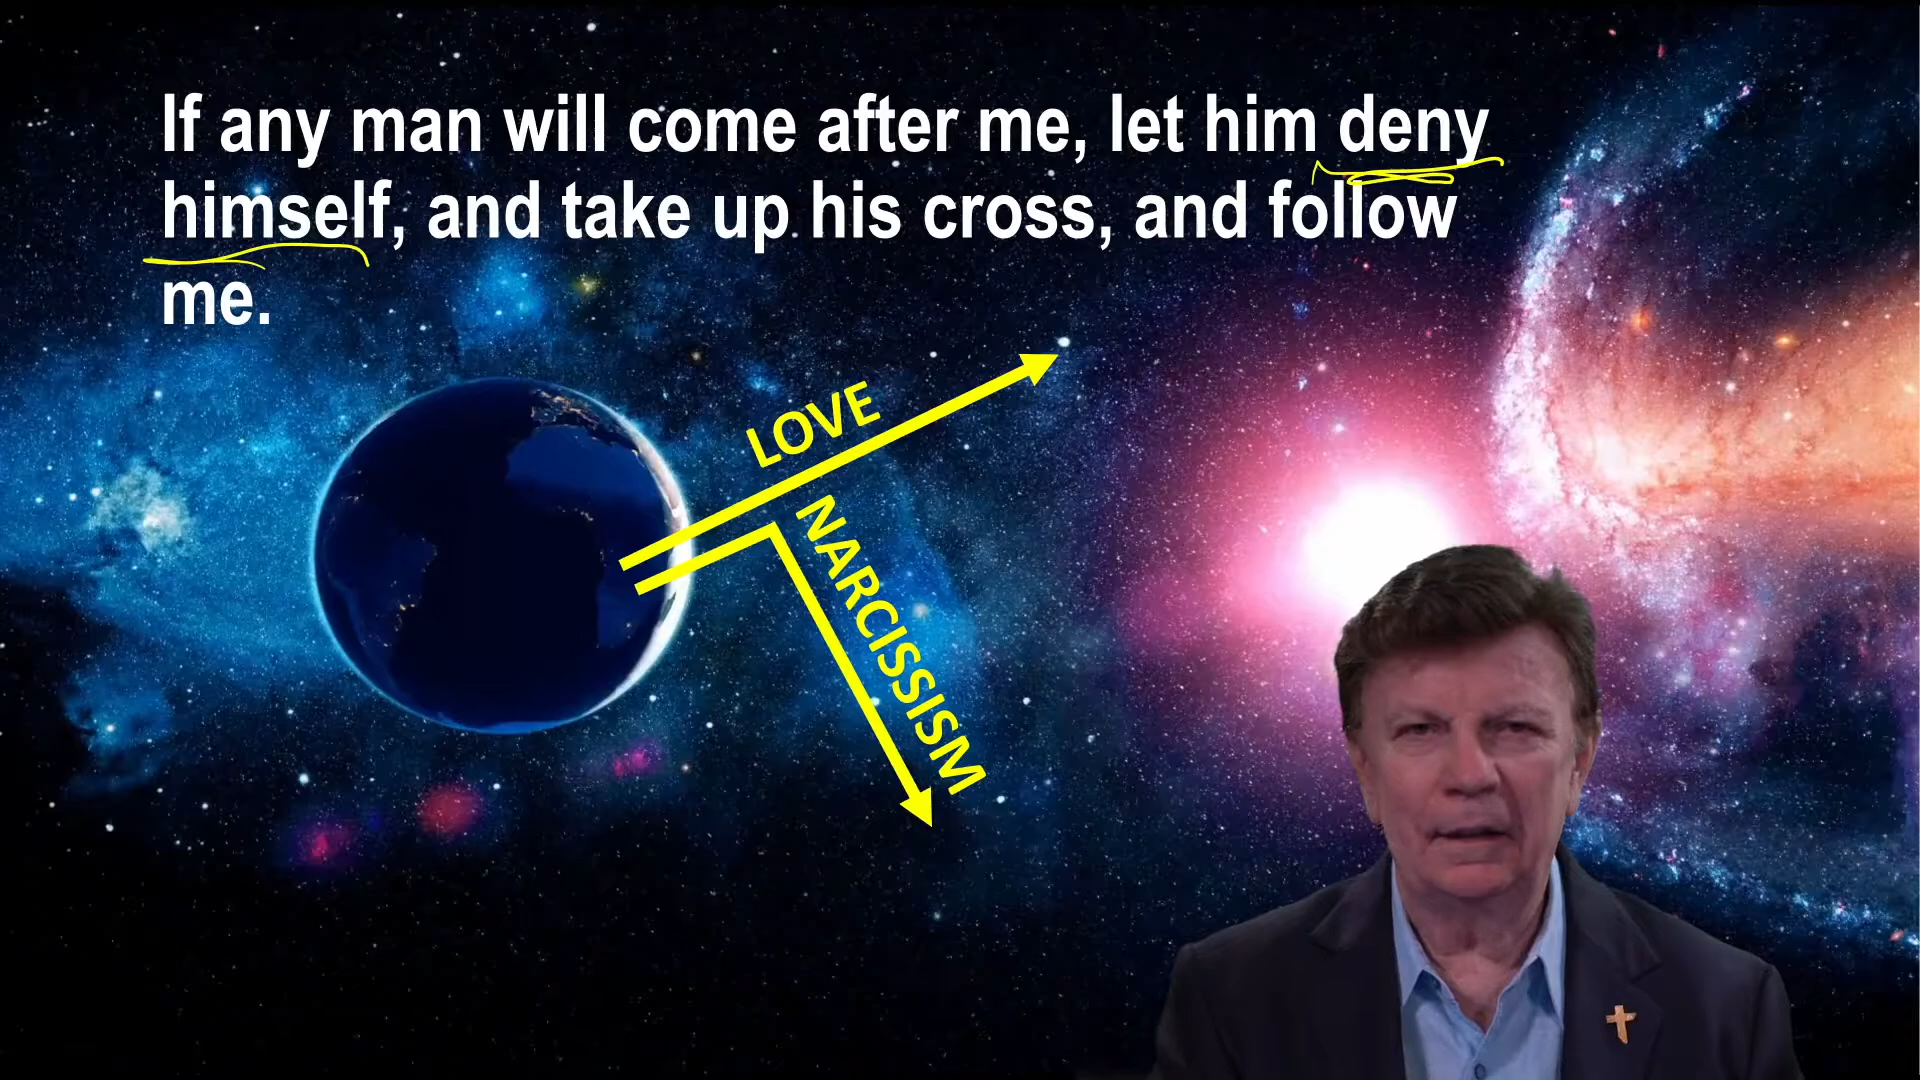 If any man will come after me, let him deny
himself, and take up his cross, and follow
me.
LOVE
NARCISSISM